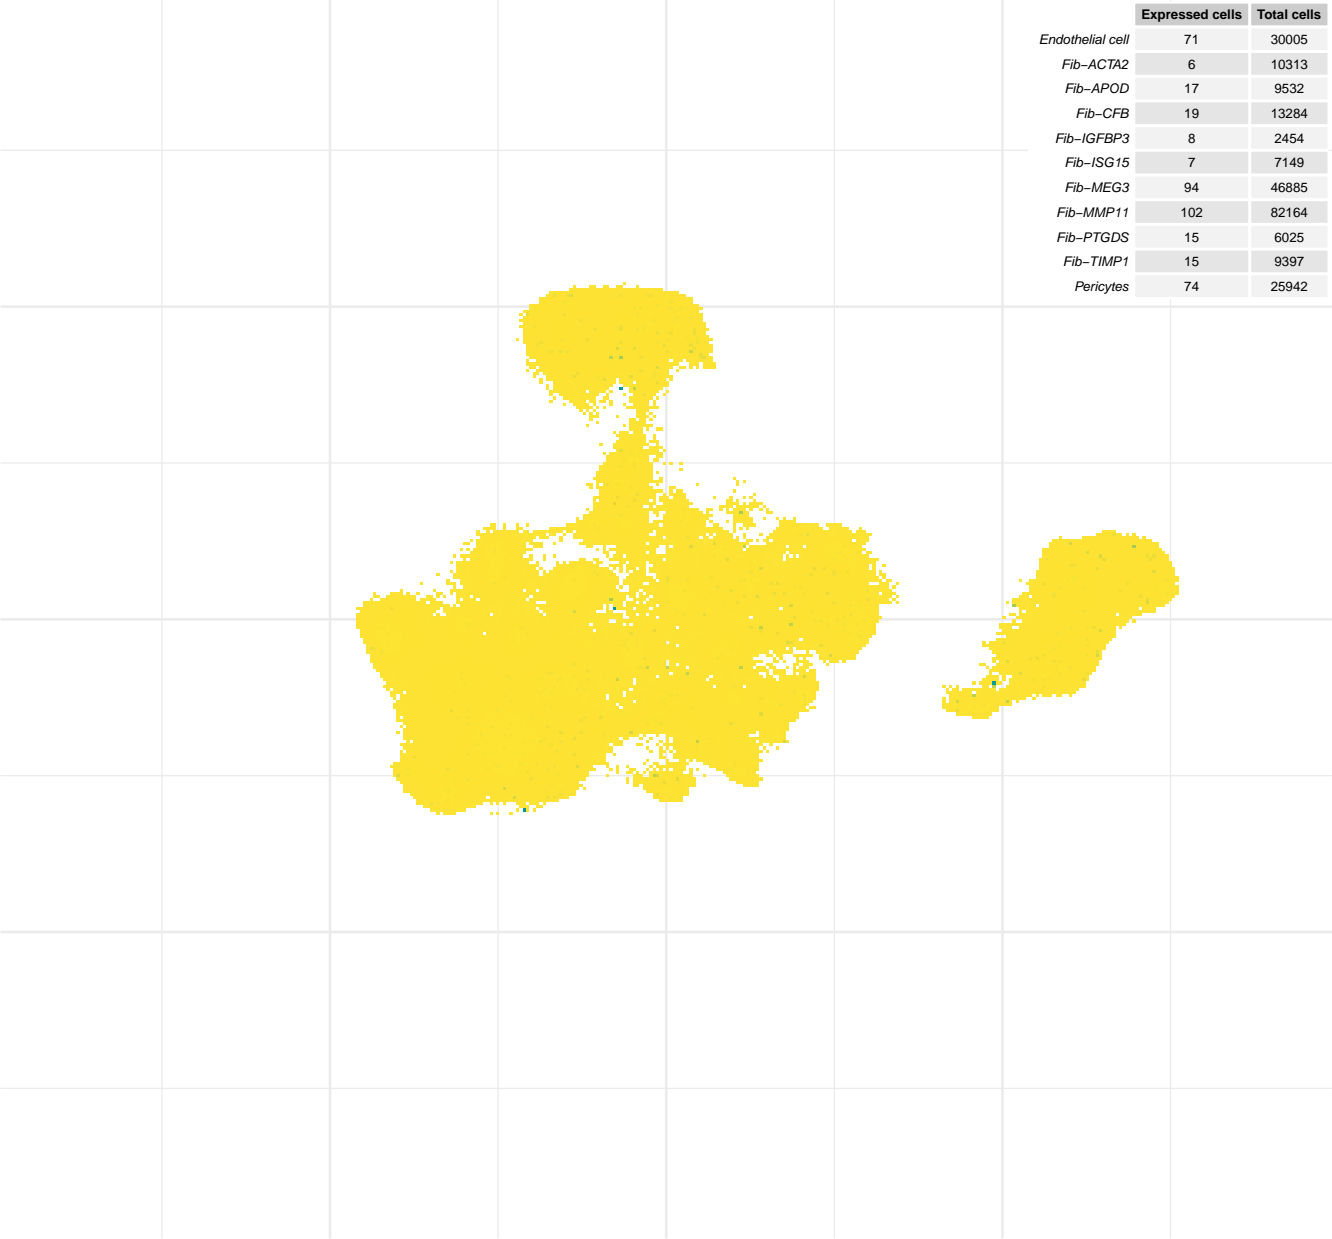 Expressed cells Total cells
Endothelial cell 71 30005
Fib−ACTA2 6 10313
Fib−APOD 17 9532
Fib−CFB 19 13284
Fib−IGFBP3 8 2454
Fib−ISG15 7 7149
Fib−MEG3 94 46885
Fib−MMP11 102 82164
Fib−PTGDS 15 6025
Fib−TIMP1 15 9397
Pericytes 74 25942